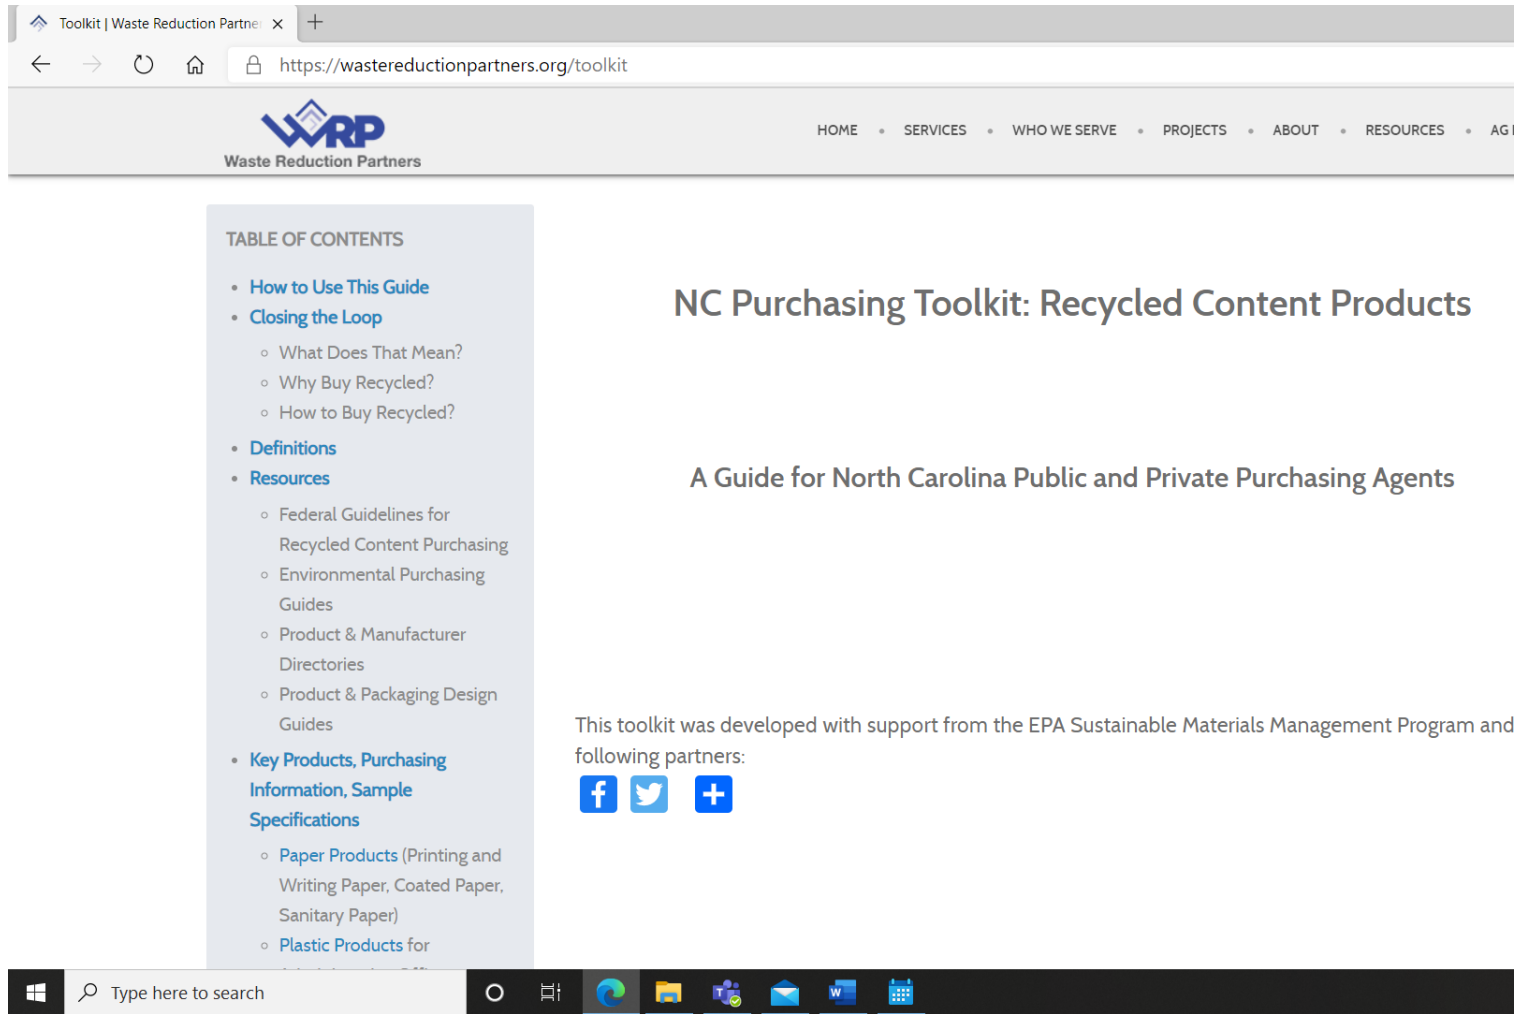 Toolkit | Waste Reduction Partne
https://wastereductionpartners.org/toolkit
WRP
Waste Reduction Partners
HOME SERVICES WHO WE SERVE PROJECTS ABOUT RESOURCES AG
TABLE OF CONTENTS
How to Use This Guide
Closing the Loop
What Does That Mean?
Why Buy Recycled?
How to Buy Recycled?
Definitions
Resources
Federal Guidelines for
Recycled Content Purchasing
Environmental Purchasing
Guides
Product & Manufacturer
Directories
Product & Packaging Design
Guides
Key Products, Purchasing
Information, Sample
Specifications
Paper Products (Printing and
Writing Paper, Coated Paper,
Sanitary Paper)
Plastic Products for
NC Purchasing Toolkit: Recycled Content Products
A Guide for North Carolina Public and Private Purchasing Agents
This toolkit was developed with support from the EPA Sustainable Materials Management Program and
following partners:
Type here to search